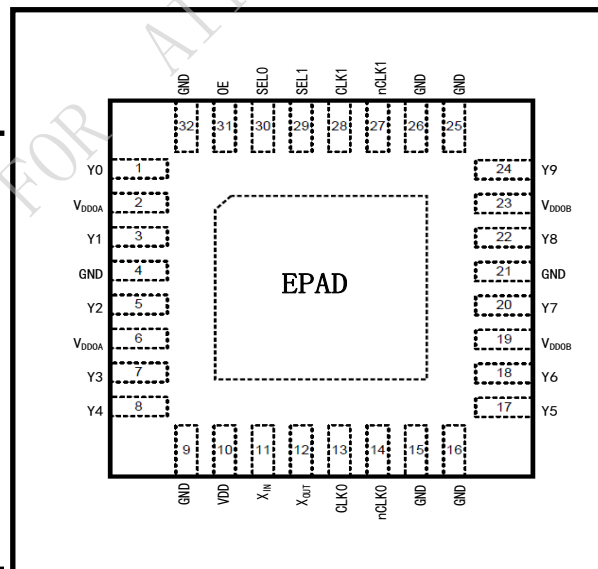 FOR
GND OE SEL0 SEL1 CLK1 nCLK1 GND GND
32 31 30 29 28 27 26 25
Y0 1 24 Y9
VDDOA 2 23 VDDOB
Y1 3 22 Y8
GND 4 21 GND
EPAD
Y2 5 20 Y7
VDDOA 6 19 VDDOB
Y3 7 18 Y6
Y4 8 17 Y5
9 10 11 12 13 14 15 16
GND VDD XIN XOUT CLK0 nCLK0 GND GND